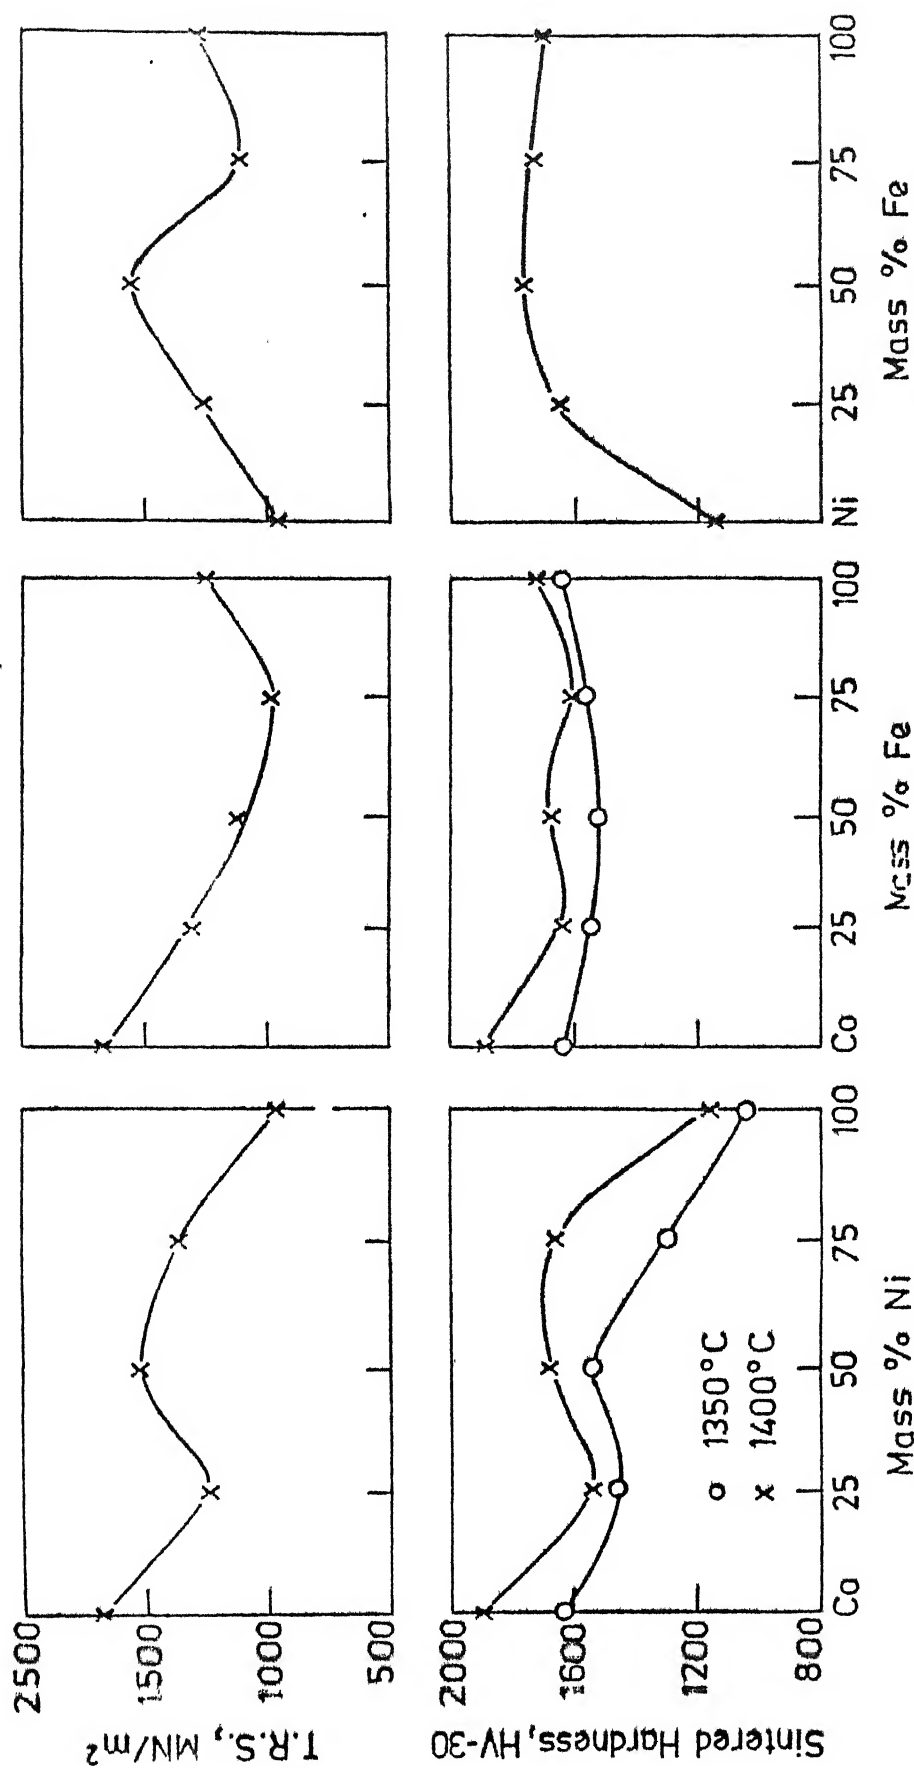 T.R.S., MN/m²
2500
1500
1000
500
Sintered Hardness, HV-30
2000
1600
1200
800
o 1350°C
x 1400°C
Co 25 50 75 100
Mass % Ni
Co 25 50 75 100
Mass % Fe
Ni 25 50 75 100
Mass % Fe